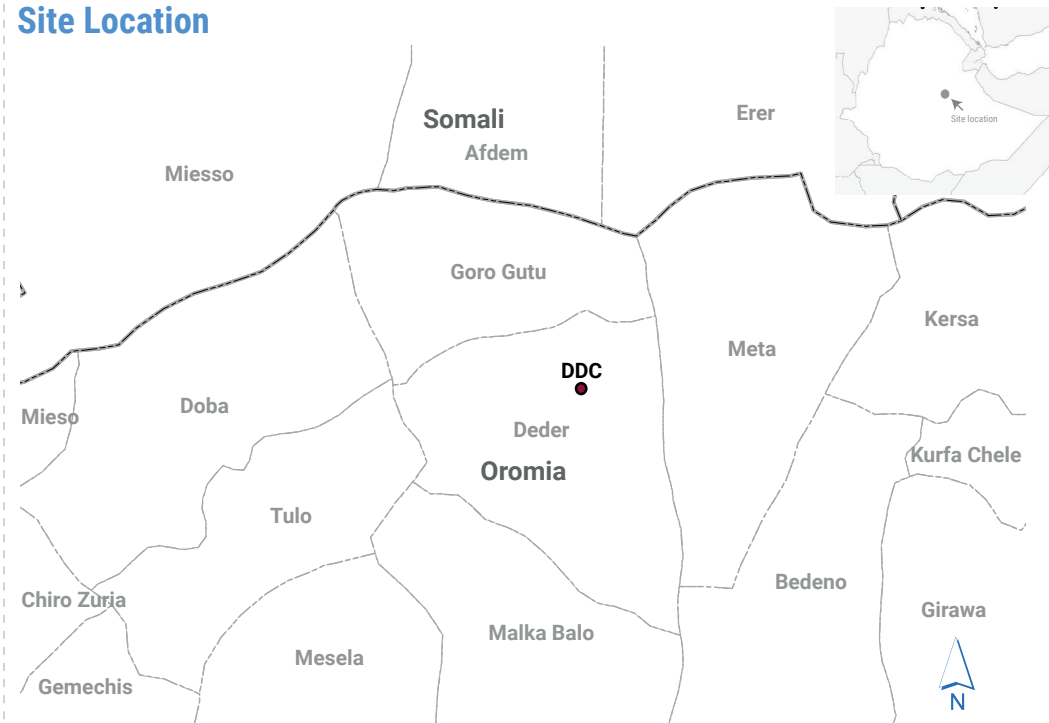 Site Location
Site location
Somali
Erer
Afdem
Miesso
Goro Gutu
Kersa
Meta
DDC
Doba
Mieso
Deder
Kurfa Chele
Oromia
Tulo
Bedeno
Chiro Zuria
Girawa
Malka Balo
Mesela
Gemechis
N